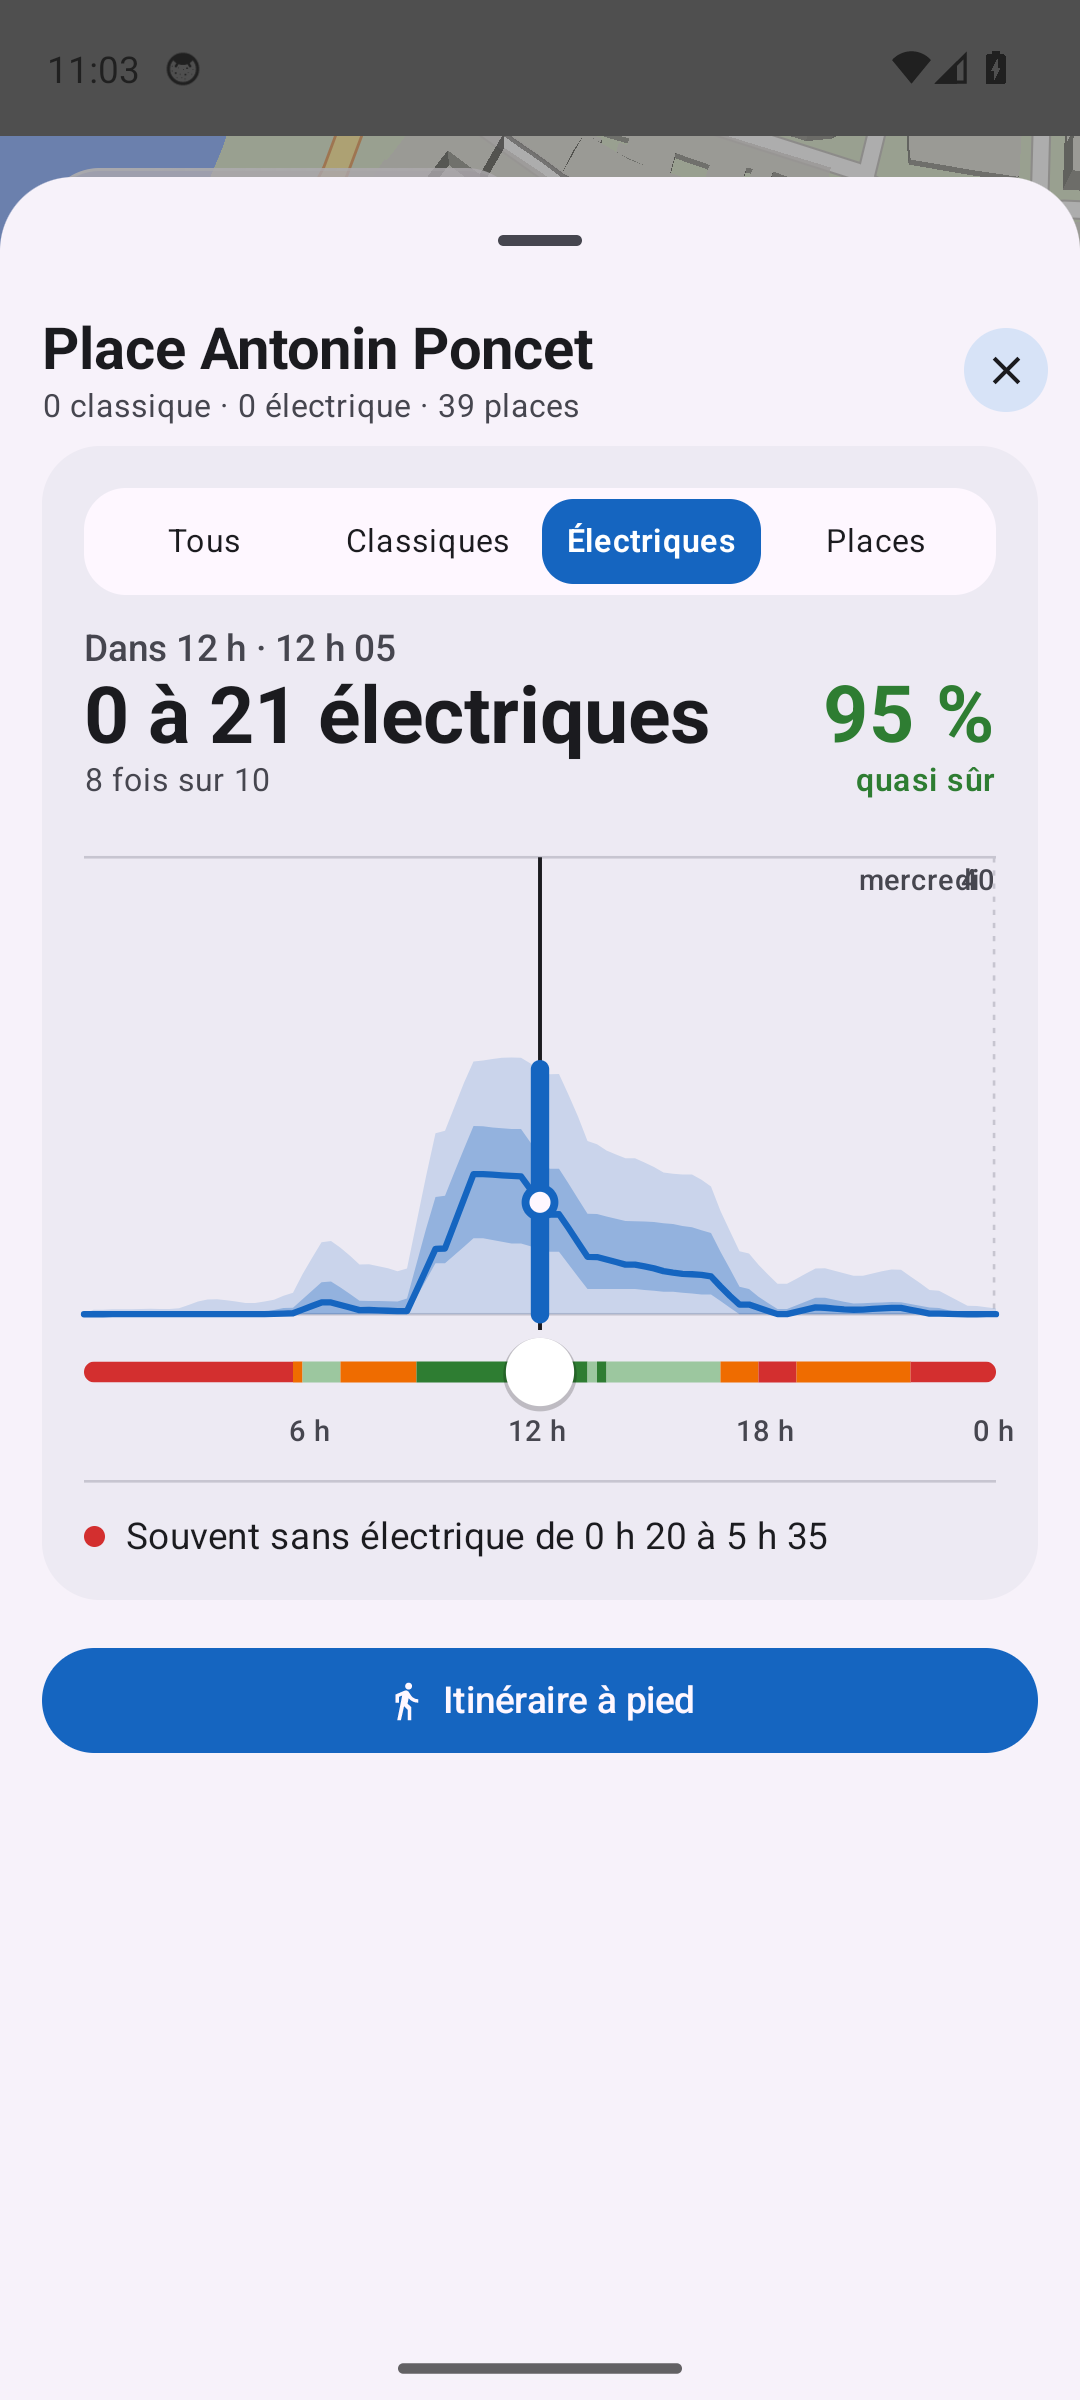 11:03
Place Antonin Poncet
0 classique · 0 électrique · 39 places
Tous Classiques Électriques Places
Dans 12 h · 12 h 05
0 à 21 électriques 95 %
8 fois sur 10 quasi sûr
mercredi 40
6 h 12 h 18 h 0 h
Souvent sans électrique de 0 h 20 à 5 h 35
Itinéraire à pied